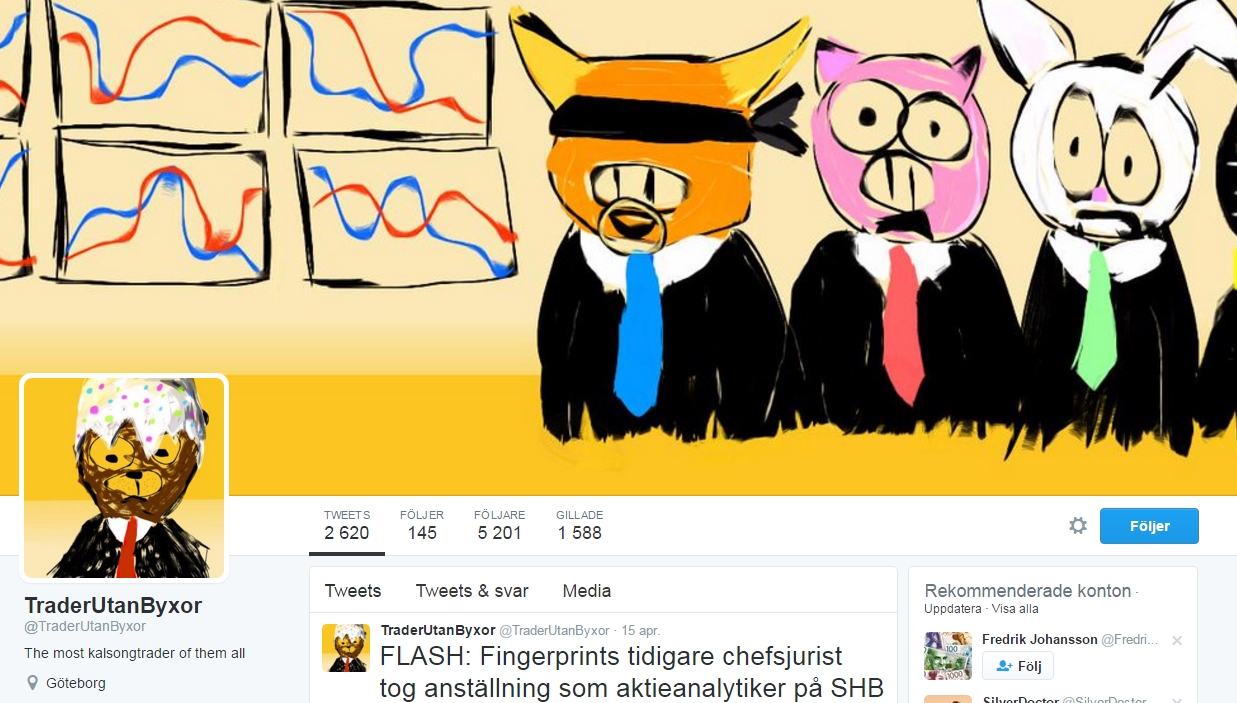 TWEETS FÖLJER FÖLJARE GILLADE
2 620 145 5 201 1 588
Följer
TraderUtanByxor
@TraderUtanByxor
The most kalsongtrader of them all
Göteborg
Tweets Tweets & svar Media
TraderUtanByxor @TraderUtanByxor · 15 apr.
FLASH: Fingerprints tidigare chefsjurist
tog anställning som aktieanalytiker på SHB
Rekommenderade konton ·
Uppdatera · Visa alla
Fredrik Johansson @Fredri...
Följ
SilverDoctor @SilverDoctor
100